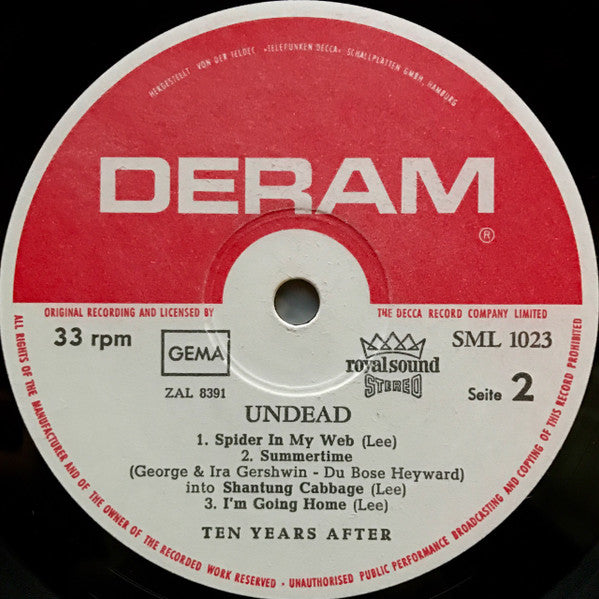 HERGESTELLT VON DER TELDEC »TELEFUNKEN DECCA« SCHALLPLATTEN GMBH, HAMBURG
DERAM
®
ORIGINAL RECORDING AND LICENSED BY THE DECCA RECORD COMPANY LIMITED
33 rpm
GEMA
royalsound
STEREO
SML 1023
ZAL 8391
Seite 2
UNDEAD
1. Spider In My Web (Lee)
2. Summertime
(George & Ira Gershwin - Du Bose Heyward)
into Shantung Cabbage (Lee)
3. I'm Going Home (Lee)
TEN YEARS AFTER
ALL RIGHTS OF THE MANUFACTURER AND OF THE OWNER OF THE RECORDED WORK RESERVED - UNAUTHORISED PUBLIC PERFORMANCE BROADCASTING AND COPYING OF THIS RECORD PROHIBITED